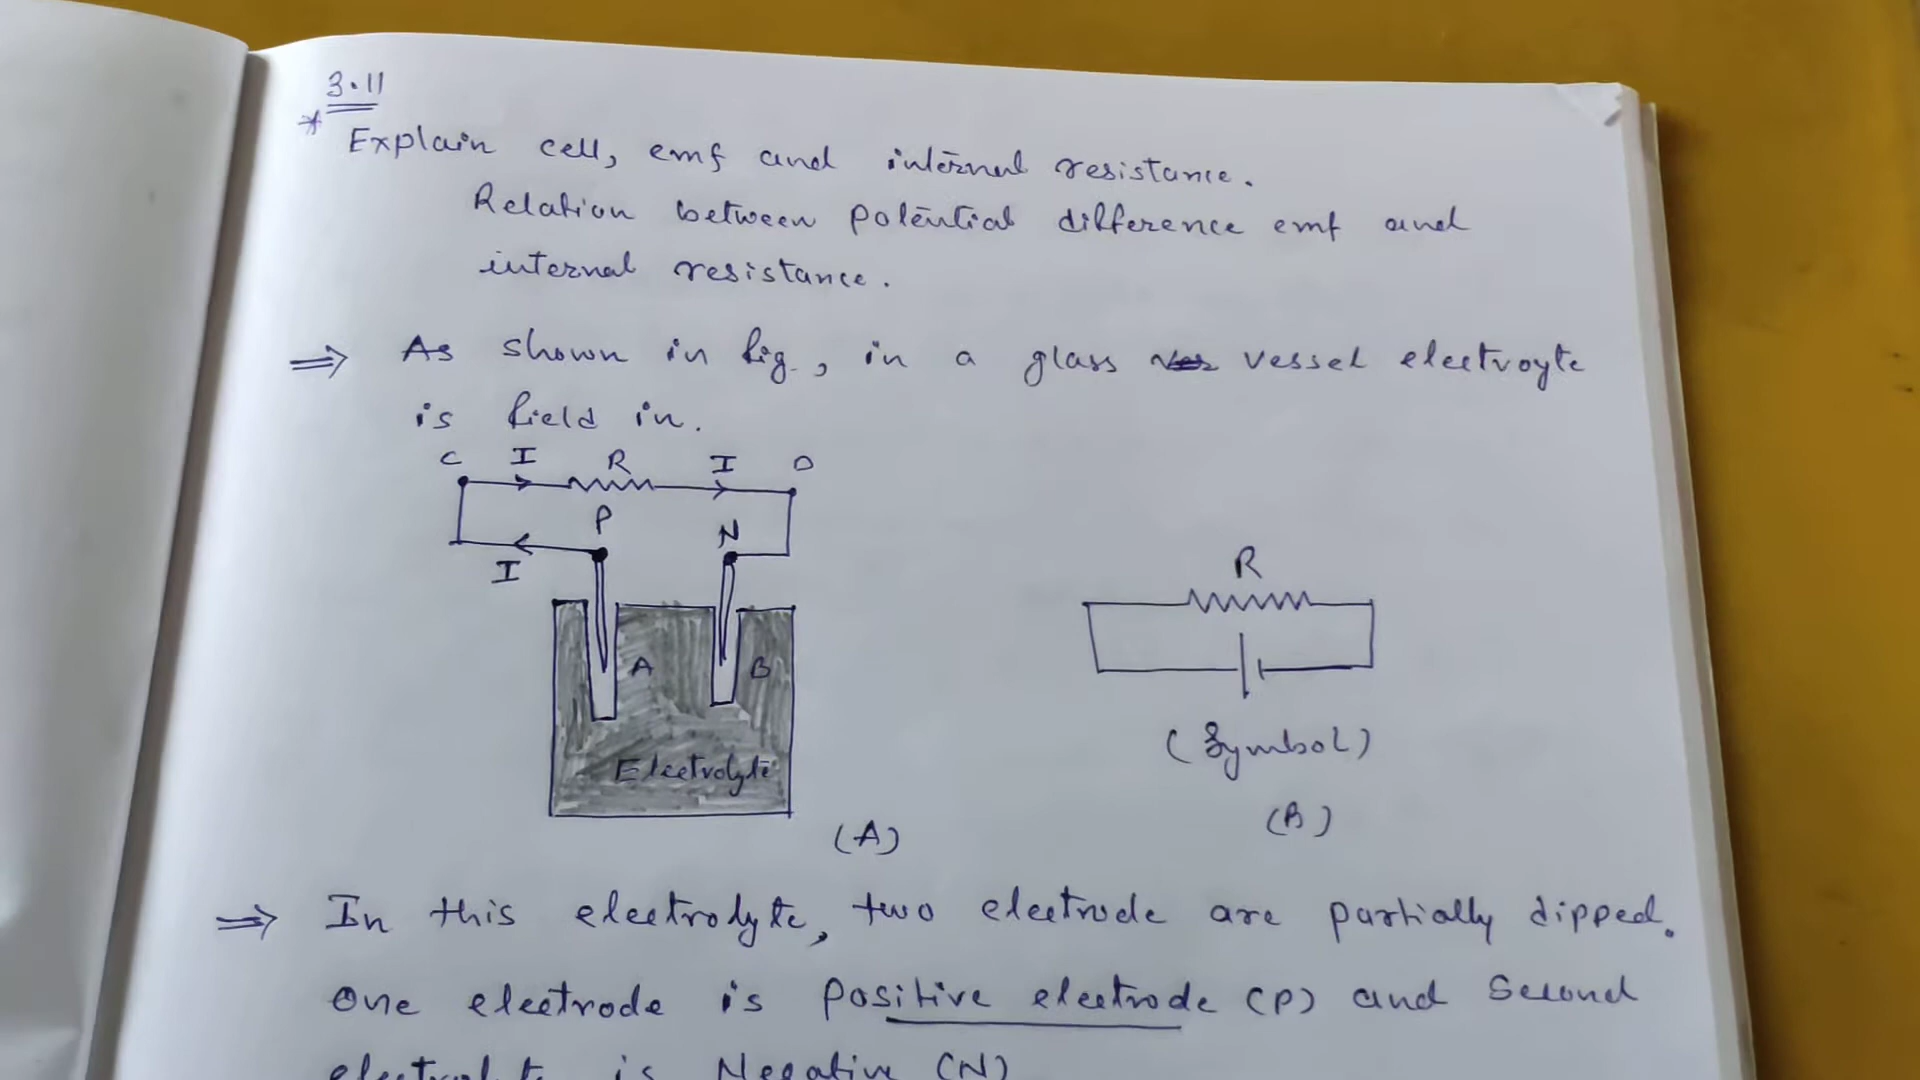 3.11
* Explain cell, emf and internal resistance.
Relation between potential difference emf and
internal resistance.
⇒ As shown in fig., in a glass vessel electroyte
is field in.
C I R I D
P N
I
A B
Electrolyte
(A)
R
(Symbol)
(B)
⇒ In this electrolyte, two electrode are partially dipped.
One electrode is positive electrode (P) and second
is Negative (N)